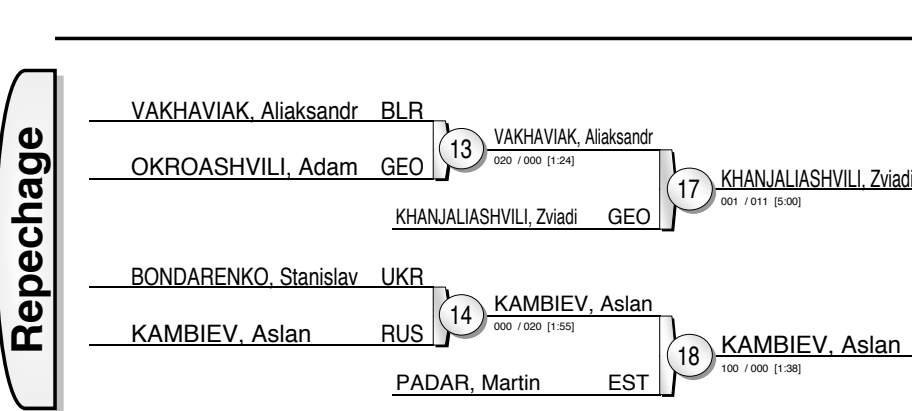 Repechage
VAKHAVIAK, Aliaksandr BLR
OKROASHVILI, Adam GEO
13
VAKHAVIAK, Aliaksandr
020 / 000 [1:24]
KHANJALIASHVILI, Zviadi GEO
17
KHANJALIASHVILI, Zviadi
001 / 011 [5:00]
BONDARENKO, Stanislav UKR
KAMBIEV, Aslan RUS
14
KAMBIEV, Aslan
000 / 020 [1:55]
PADAR, Martin EST
18
KAMBIEV, Aslan
100 / 000 [1:38]